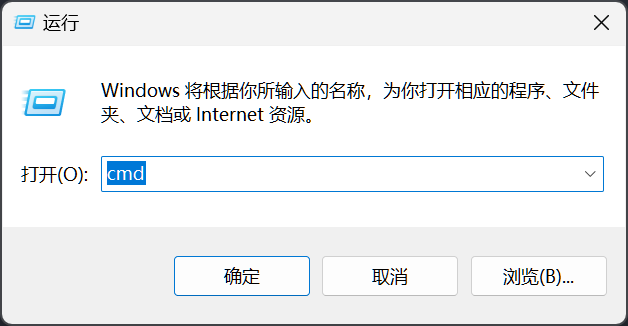 运行
Windows 将根据你所输入的名称，为你打开相应的程序、文件
夹、文档或 Internet 资源。
打开(O): cmd
确定 取消 浏览(B)...